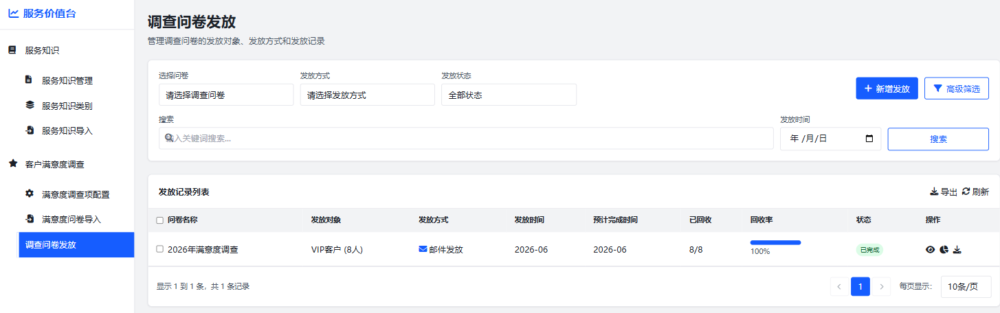 服务价值台
服务知识
服务知识管理
服务知识类别
服务知识导入
客户满意度调查
满意度调查项配置
满意度问卷导入
调查问卷发放
调查问卷发放
管理调查问卷的发放对象、发放方式和发放记录
选择问卷 发放方式 发放状态
请选择调查问卷 请选择发放方式 全部状态 新增发放 高级筛选
搜索 发放时间
入关键词搜索... 年 /月/日 搜索
发放记录列表 导出 刷新
问卷名称 发放对象 发放方式 发放时间 预计完成时间 已回收 回收率 状态 操作
2026年满意度调查 VIP客户 (8人) 邮件发放 2026-06 2026-06 8/8 100% 已完成
显示 1 到 1 条，共 1 条记录 1 每页显示： 10条/页